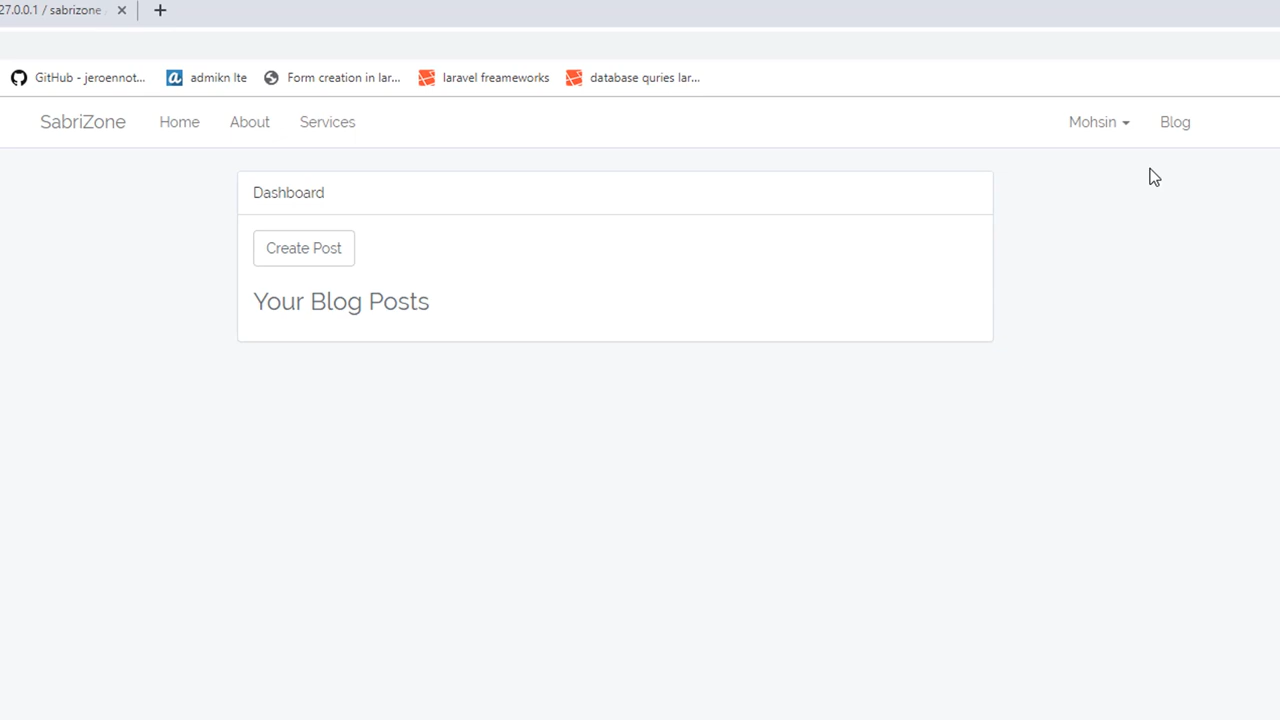 27.0.0.1 / sabrizone
GitHub - jeroennot... admikn lte Form creation in lar... laravel freameworks database quries lar...
SabriZone Home About Services Mohsin Blog
Dashboard
Create Post
Your Blog Posts